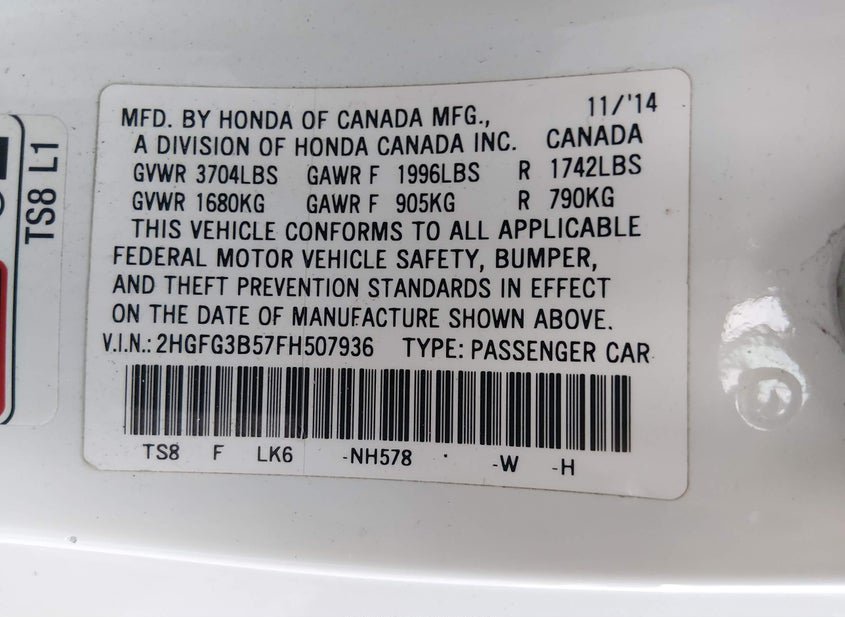 MFD. BY HONDA OF CANADA MFG., 11/'14
A DIVISION OF HONDA CANADA INC. CANADA
GVWR 3704LBS GAWR F 1996LBS R 1742LBS
GVWR 1680KG GAWR F 905KG R 790KG
THIS VEHICLE CONFORMS TO ALL APPLICABLE
FEDERAL MOTOR VEHICLE SAFETY, BUMPER,
AND THEFT PREVENTION STANDARDS IN EFFECT
ON THE DATE OF MANUFACTURE SHOWN ABOVE.
V.I.N.: 2HGFG3B57FH507936 TYPE: PASSENGER CAR
TS8 F LK6 -NH578 -W -H
TS8 L1